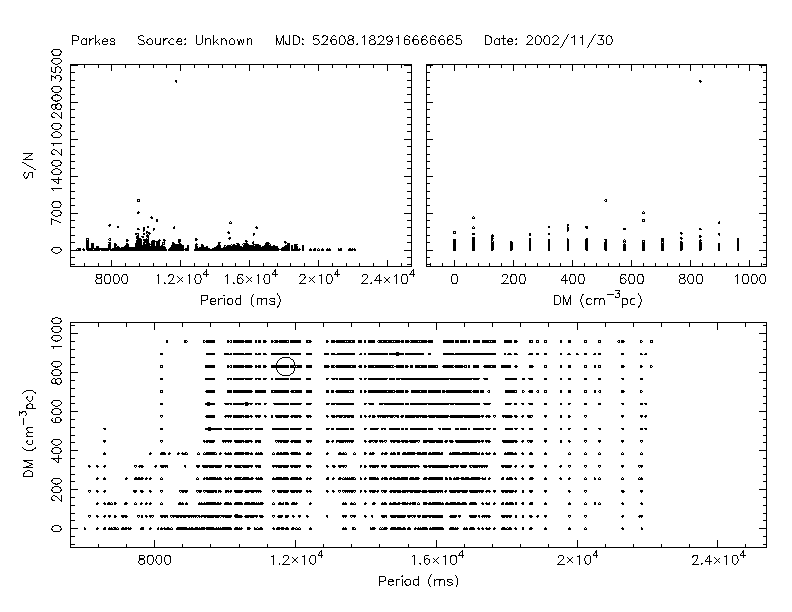 Parkes Source: Unknown MJD: 52608.182916666665 Date: 2002/11/30
S/N
0 700 1400 2100 2800 3500
8000 1.2×10⁴ 1.6×10⁴ 2×10⁴ 2.4×10⁴
Period (ms)
0 200 400 600 800 1000
DM (cm⁻³pc)
DM (cm⁻³pc)
0 200 400 600 800 1000
8000 1.2×10⁴ 1.6×10⁴ 2×10⁴ 2.4×10⁴
Period (ms)